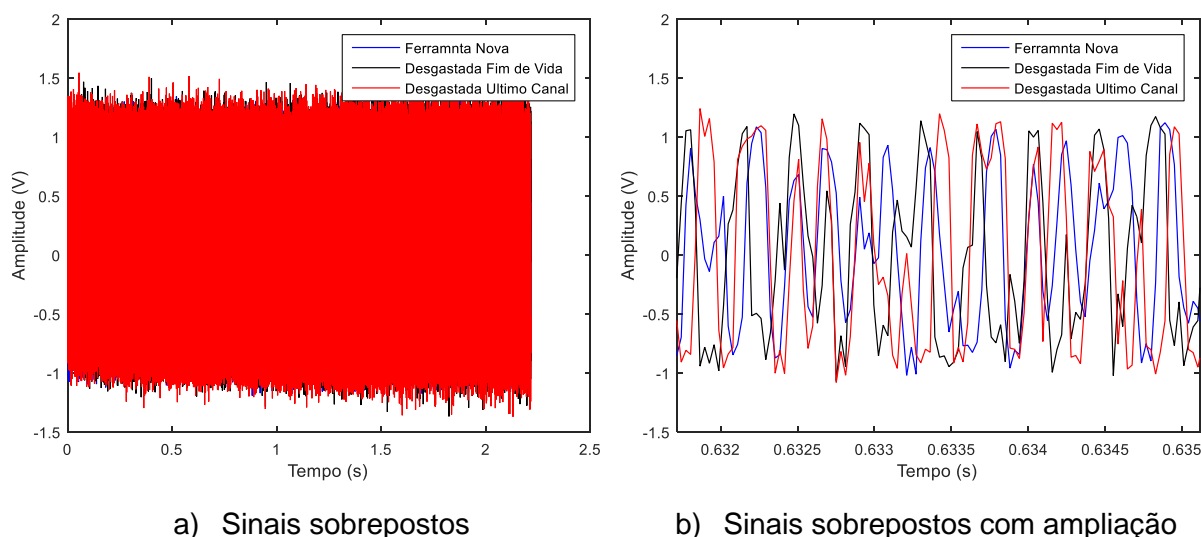 2
1.5
1
0.5
0
-0.5
-1
-1.5
Amplitude (V)
0
0.5
1
1.5
2
2.5
Tempo (s)
Ferramnta Nova
Desgastada Fim de Vida
Desgastada Ultimo Canal
a) Sinais sobrepostos
2
1.5
1
0.5
0
-0.5
-1
-1.5
Amplitude (V)
0.632
0.6325
0.633
0.6335
0.634
0.6345
0.635
Tempo (s)
Ferramnta Nova
Desgastada Fim de Vida
Desgastada Ultimo Canal
b) Sinais sobrepostos com ampliação